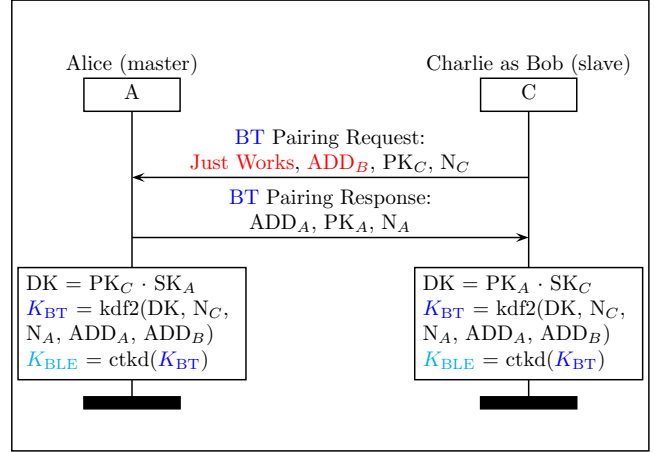 Alice (master)
Charlie as Bob (slave)
A
C
BT Pairing Request:
Just Works, ADD_B, PK_C, N_C
BT Pairing Response:
ADD_A, PK_A, N_A
DK = PK_C · SK_A
K_BT = kdf2(DK, N_C,
N_A, ADD_A, ADD_B)
K_BLE = ctkd(K_BT)
DK = PK_A · SK_C
K_BT = kdf2(DK, N_C,
N_A, ADD_A, ADD_B)
K_BLE = ctkd(K_BT)